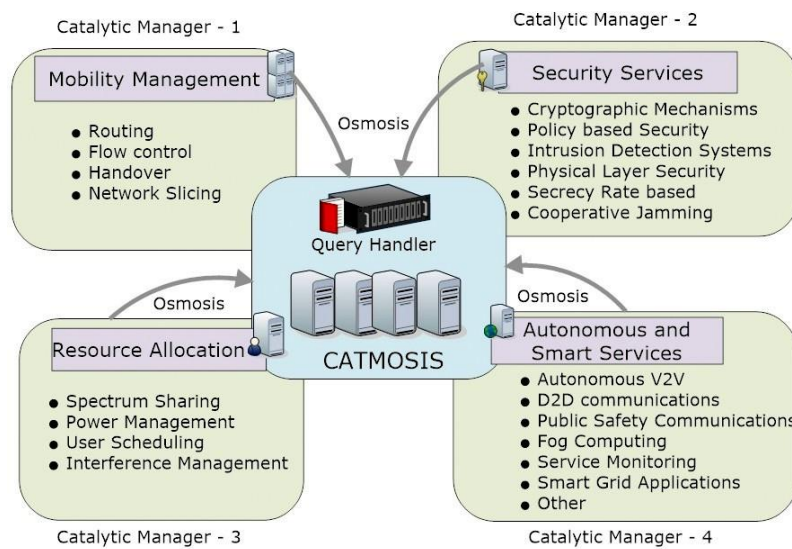 Catalytic Manager - 1
Mobility Management
Routing
Flow control
Handover
Network Slicing
Catalytic Manager - 2
Security Services
Cryptographic Mechanisms
Policy based Security
Intrusion Detection Systems
Physical Layer Security
Secrecy Rate based
Cooperative Jamming
Osmosis
Query Handler
CATMOSIS
Osmosis
Resource Allocation
Spectrum Sharing
Power Management
User Scheduling
Interference Management
Catalytic Manager - 3
Osmosis
Autonomous and
Smart Services
Autonomous V2V
D2D communications
Public Safety Communications
Fog Computing
Service Monitoring
Smart Grid Applications
Other
Catalytic Manager - 4